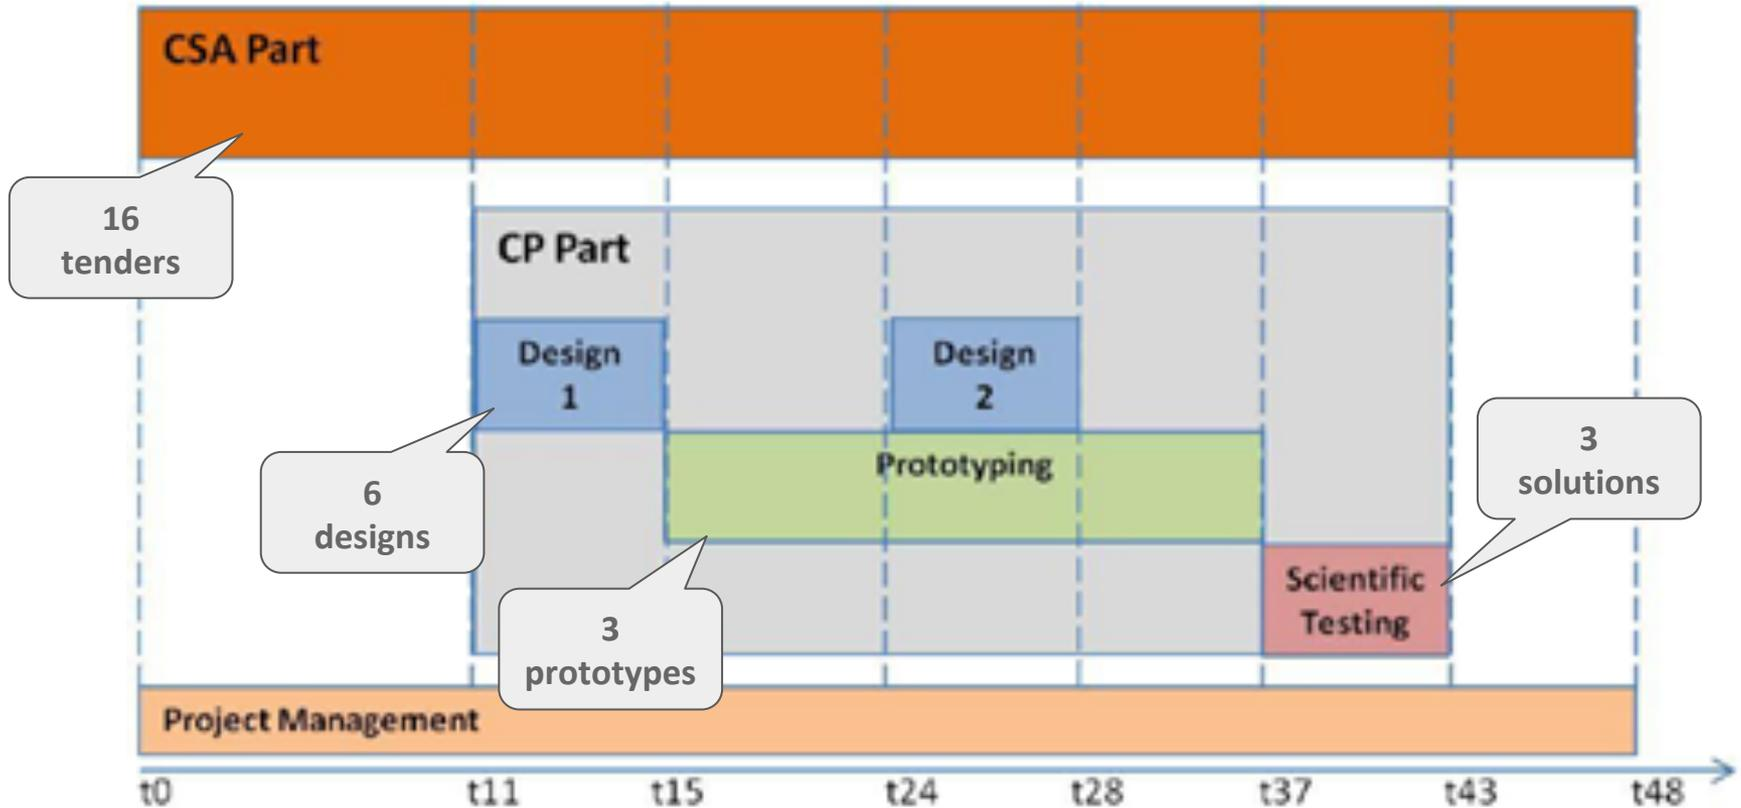 CSA Part
16
tenders
CP Part
Design
1
Design
2
3
solutions
Prototyping
6
designs
Scientific
Testing
3
prototypes
Project Management
t0 t11 t15 t24 t28 t37 t43 t48